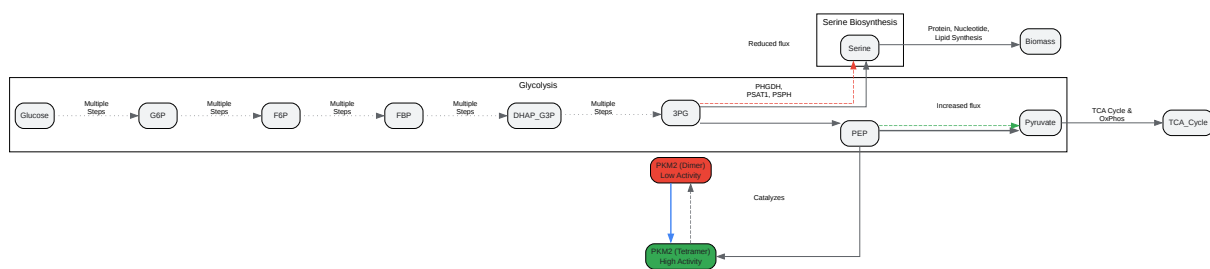 Serine Biosynthesis
Reduced flux
Serine
Protein, Nucleotide,
Lipid Synthesis
Biomass
Glycolysis
Glucose
Multiple
Steps
G6P
Multiple
Steps
F6P
Multiple
Steps
FBP
Multiple
Steps
DHAP_G3P
Multiple
Steps
3PG
PHGDH,
PSAT1, PSPH
PEP
Increased flux
Pyruvate
TCA Cycle &
OxPhos
TCA_Cycle
PKM2 (Dimer)
Low Activity
Catalyzes
PKM2 (Tetramer)
High Activity